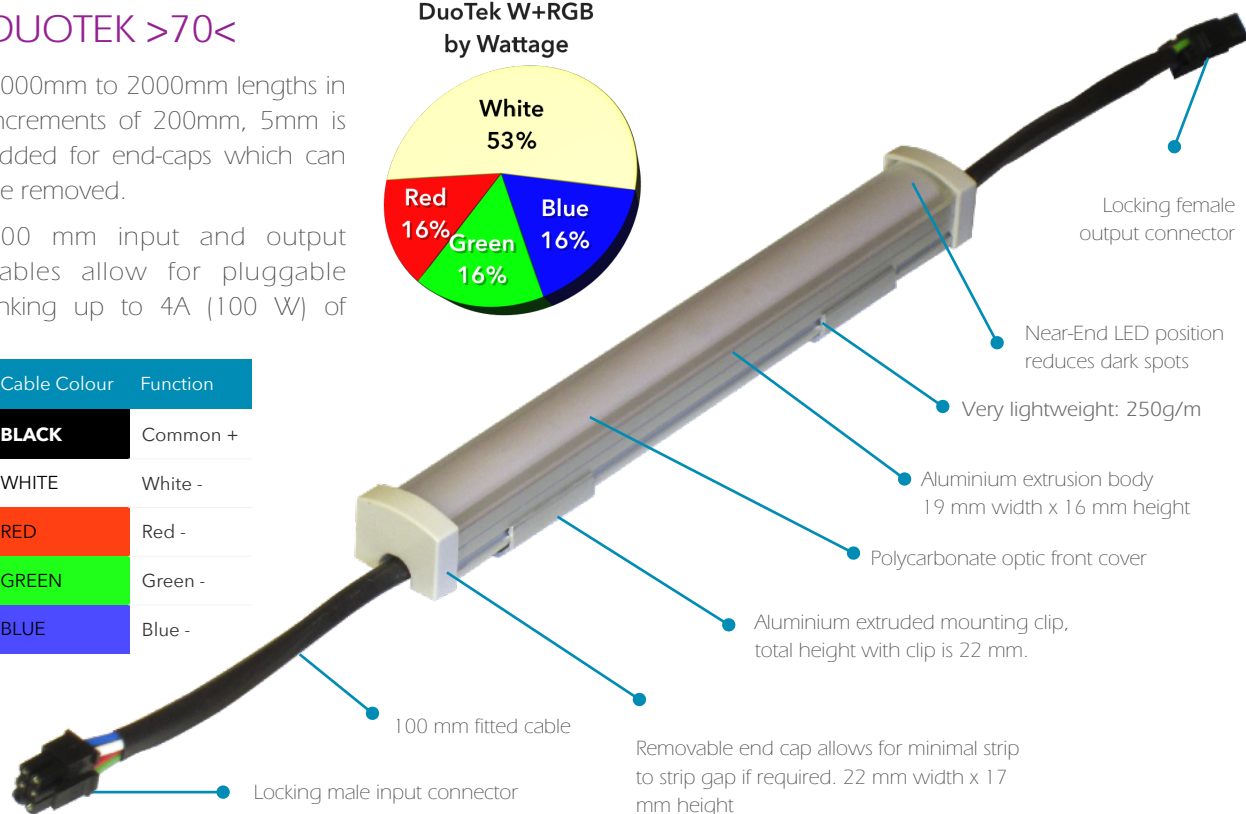 DUOTEK >70<
000mm to 2000mm lengths in
ncrements of 200mm, 5mm is
dded for end-caps which can
e removed.
00 mm input and output
ables allow for pluggable
nking up to 4A (100 W) of
Cable Colour Function
BLACK Common +
WHITE White -
RED Red -
GREEN Green -
BLUE Blue -
DuoTek W+RGB
by Wattage
White
53%
Red
16%
Green
16%
Blue
16%
Locking female
output connector
Near-End LED position
reduces dark spots
Very lightweight: 250g/m
Aluminium extrusion body
19 mm width x 16 mm height
Polycarbonate optic front cover
Aluminium extruded mounting clip,
total height with clip is 22 mm.
100 mm fitted cable
Removable end cap allows for minimal strip
to strip gap if required. 22 mm width x 17
mm height
Locking male input connector